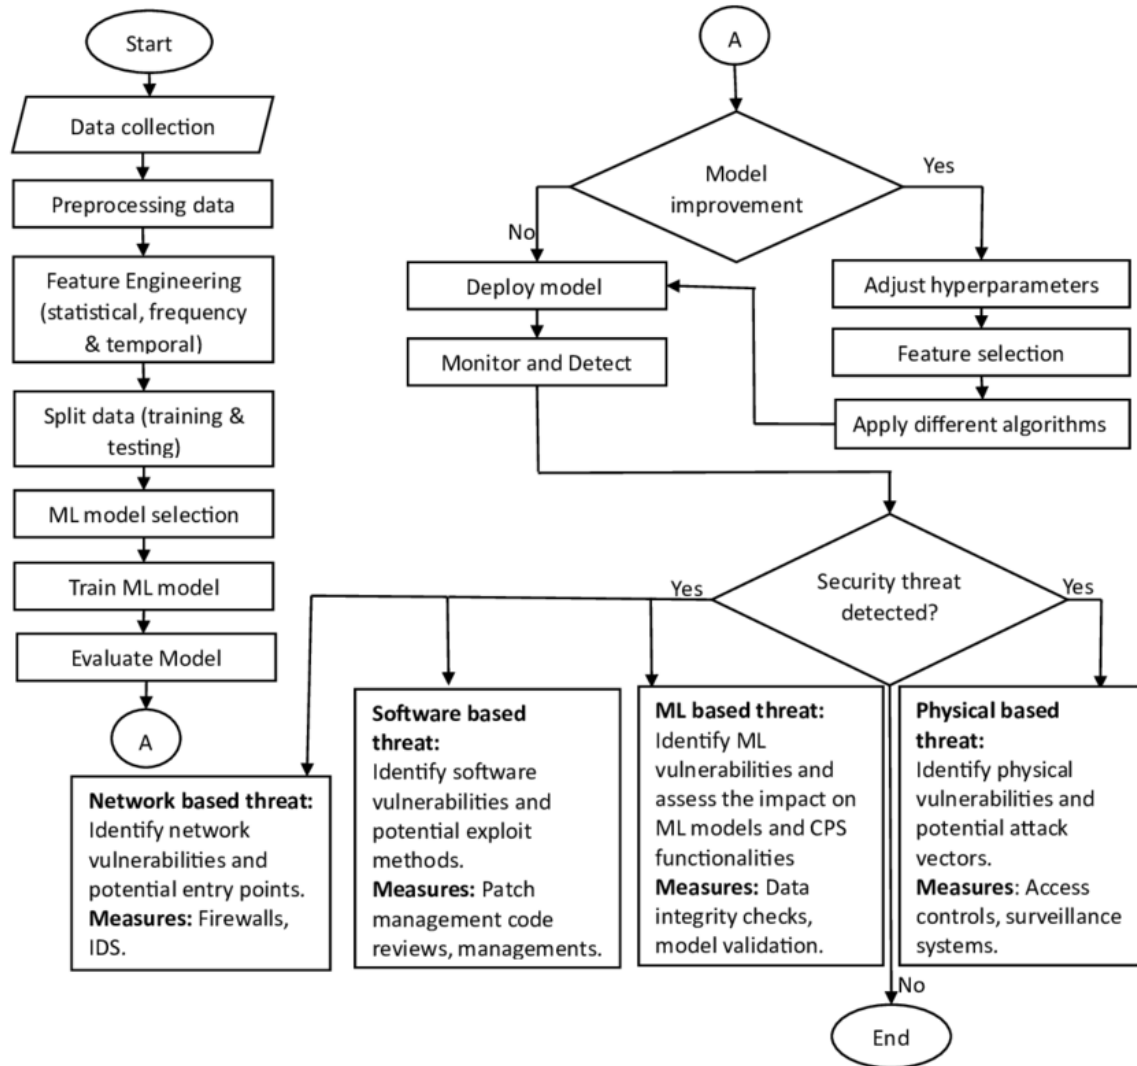 Start
Data collection
Preprocessing data
Feature Engineering
(statistical, frequency
& temporal)
Split data (training &
testing)
ML model selection
Train ML model
Evaluate Model
A
A
Model
improvement
Yes
No
Deploy model
Monitor and Detect
Adjust hyperparameters
Feature selection
Apply different algorithms
Security threat
detected?
Yes
Yes
Network based threat:
Identify network
vulnerabilities and
potential entry points.
Measures: Firewalls,
IDS.
Software based
threat:
Identify software
vulnerabilities and
potential exploit
methods.
Measures: Patch
management code
reviews, managements.
ML based threat:
Identify ML
vulnerabilities and
assess the impact on
ML models and CPS
functionalities
Measures: Data
integrity checks,
model validation.
Physical based
threat:
Identify physical
vulnerabilities and
potential attack
vectors.
Measures: Access
controls, surveillance
systems.
No
End